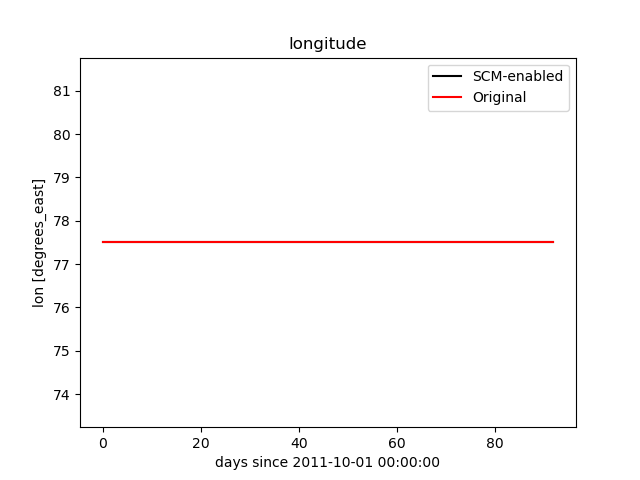 longitude
SCM-enabled
Original
lon [degrees_east]
81
80
79
78
77
76
75
74
0 20 40 60 80
days since 2011-10-01 00:00:00